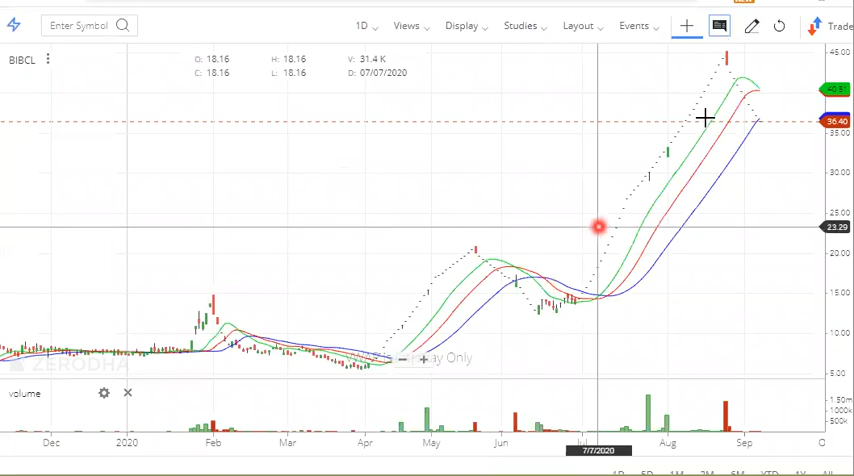 NEW
Enter Symbol
1D Views Display Studies Layout Events Trade
BIBCL
O: 18.16 H: 18.16 V: 31.4 K
C: 18.16 L: 18.16 D: 07/07/2020
45.00
40.51
36.40
35.00
30.00
25.00
23.29
20.00
15.00
10.00
5.00
ZERODHA
Only
volume
1.50m
1000k
500k
Dec 2020 Feb Mar Apr May Jun Jul Aug Sep O
7/7/2020
1D 5D 1M 3M 6M YTD 1Y All